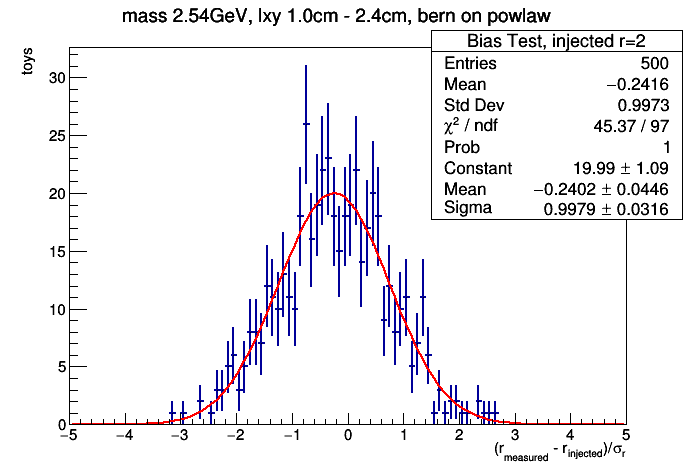 mass 2.54GeV, lxy 1.0cm - 2.4cm, bern on powlaw
Bias Test, injected r=2
Entries 500
Mean −0.2416
Std Dev 0.9973
χ² / ndf 45.37 / 97
Prob 1
Constant 19.99 ± 1.09
Mean −0.2402 ± 0.0446
Sigma 0.9979 ± 0.0316
toys
30
25
20
15
10
5
0
−5 −4 −3 −2 −1 0 1 2 3 4 5
(r_measured - r_injected)/σ_r